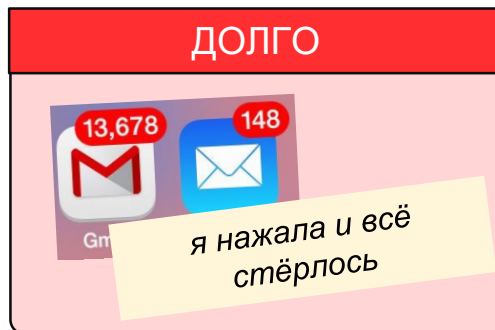 ДОЛГО
13,678
148
Gm
я нажала и всё
стёрлось